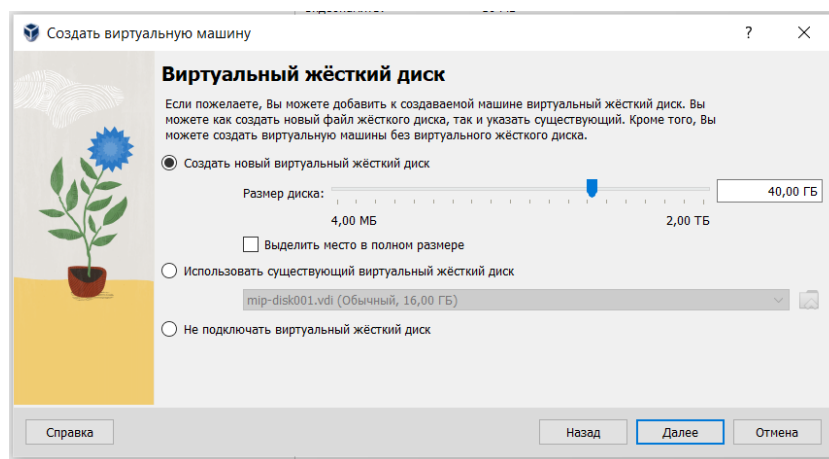 Создать виртуальную машину
?
Виртуальный жёсткий диск
Если пожелаете, Вы можете добавить к создаваемой машине виртуальный жёсткий диск. Вы
можете как создать новый файл жёсткого диска, так и указать существующий. Кроме того, Вы
можете создать виртуальную машины без виртуального жёсткого диска.
Создать новый виртуальный жёсткий диск
Размер диска: 40,00 ГБ
4,00 МБ 2,00 ТБ
Выделить место в полном размере
Использовать существующий виртуальный жёсткий диск
mip-disk001.vdi (Обычный, 16,00 ГБ)
Не подключать виртуальный жёсткий диск
Справка Назад Далее Отмена